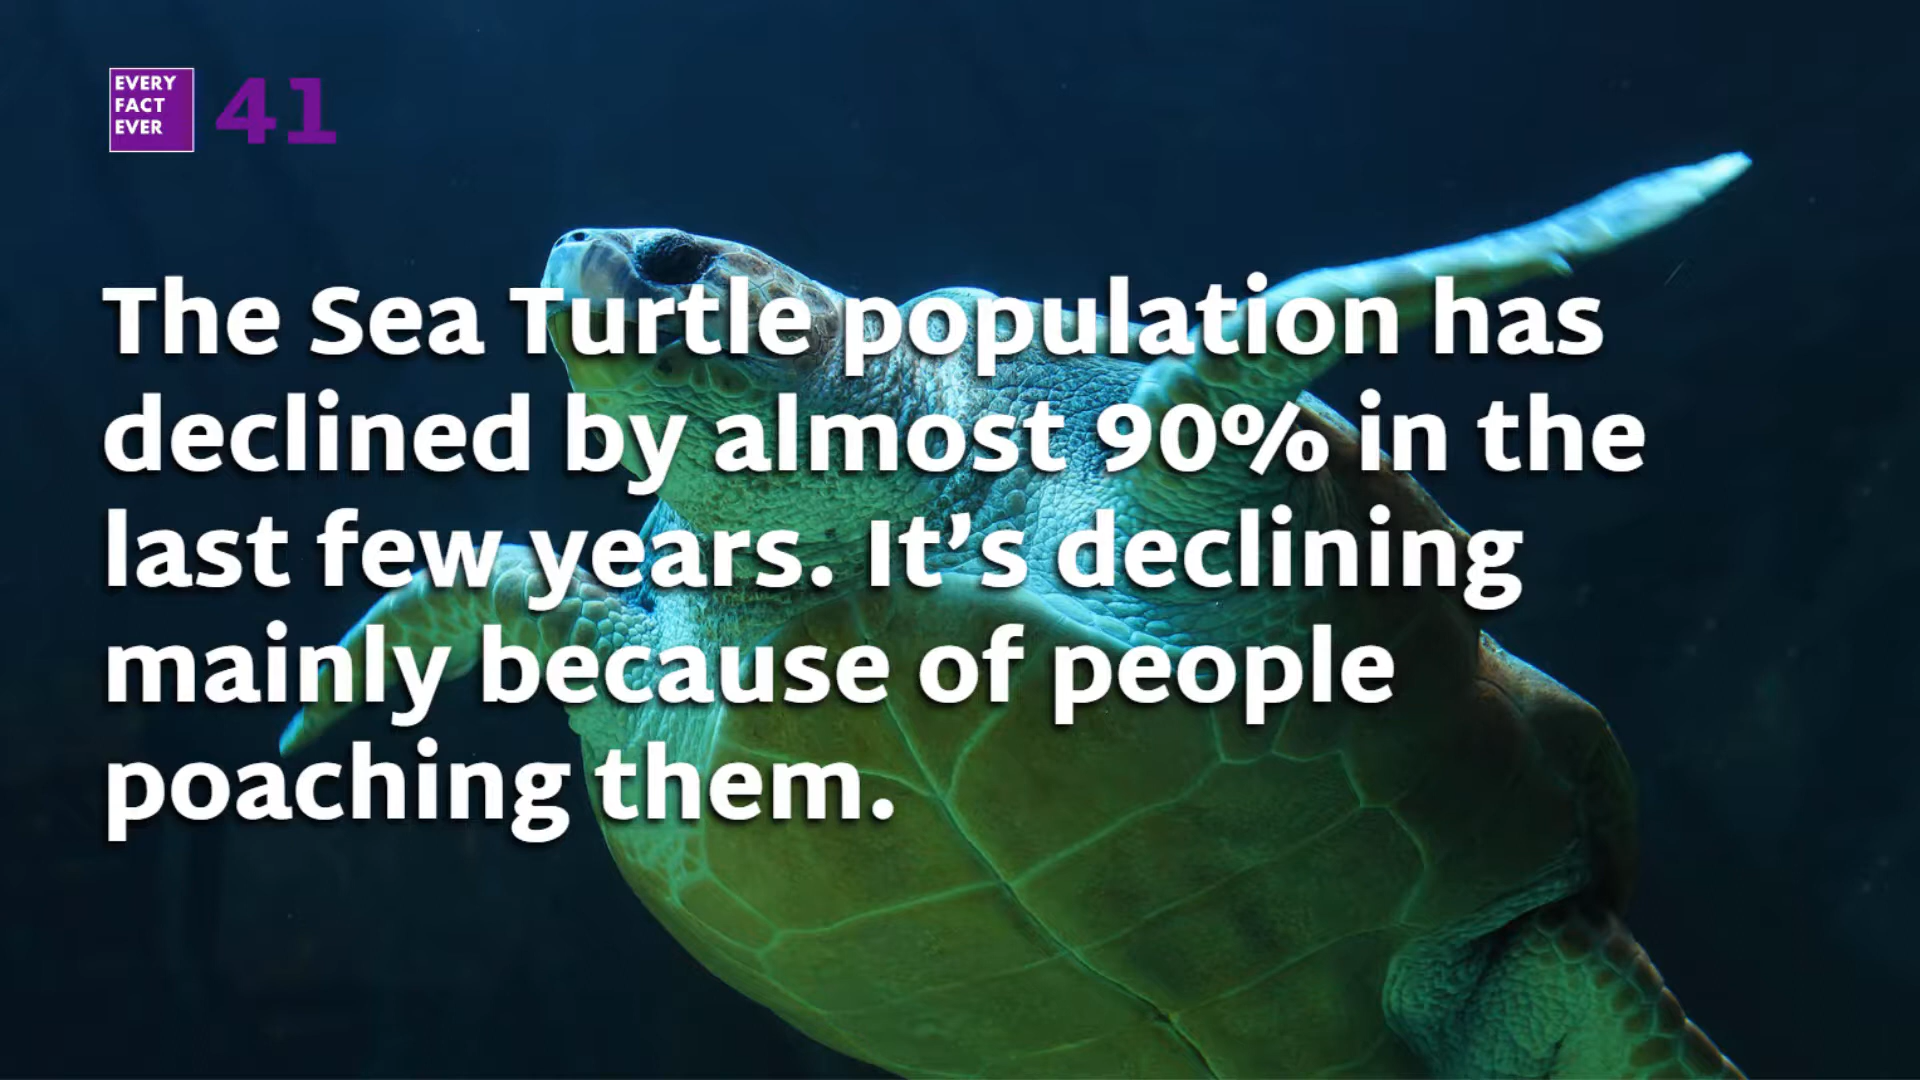 EVERY
FACT
EVER
41
The Sea Turtle population has
declined by almost 90% in the
last few years. It’s declining
mainly because of people
poaching them.